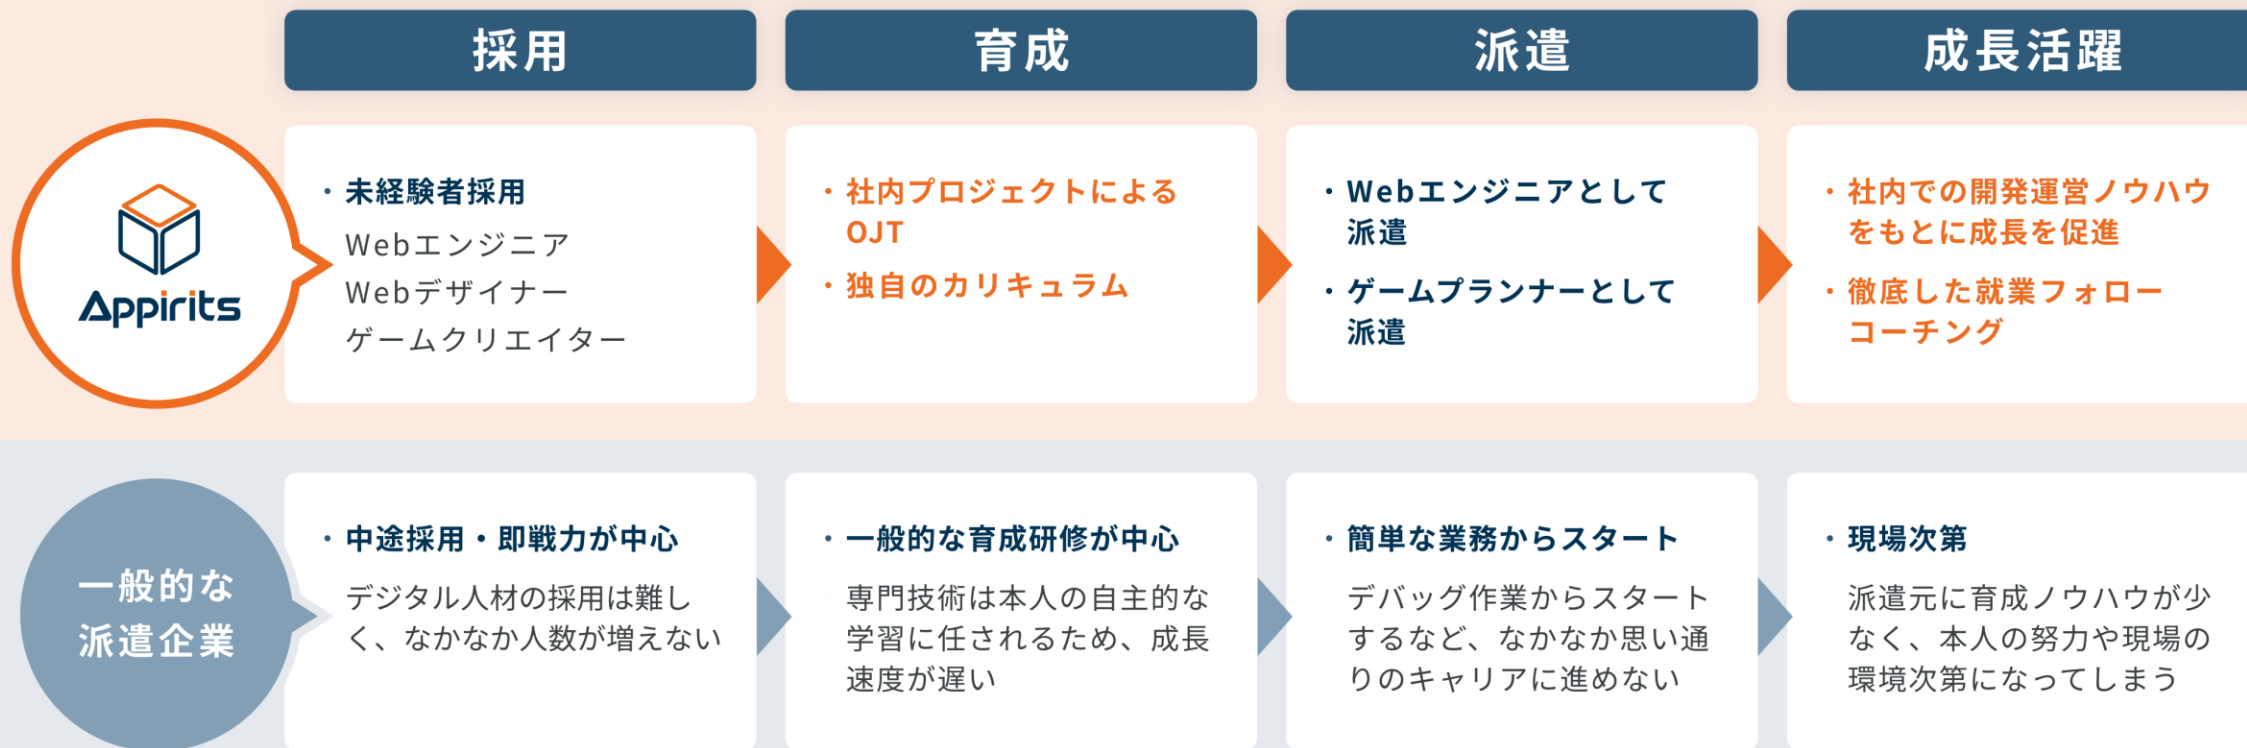 採用
育成
派遣
成長活躍
Appirits
・未経験者採用
Webエンジニア
Webデザイナー
ゲームクリエイター
・社内プロジェクトによる
OJT
・独自のカリキュラム
・Webエンジニアとして
派遣
・ゲームプランナーとして
派遣
・社内での開発運営ノウハウ
をもとに成長を促進
・徹底した就業フォロー
コーチング
一般的な
派遣企業
・中途採用・即戦力が中心
デジタル人材の採用は難し
く、なかなか人数が増えない
・一般的な育成研修が中心
専門技術は本人の自主的な
学習に任されるため、成長
速度が遅い
・簡単な業務からスタート
デバッグ作業からスタート
するなど、なかなか思い通
りのキャリアに進めない
・現場次第
派遣元に育成ノウハウが少
なく、本人の努力や現場の
環境次第になってしまう